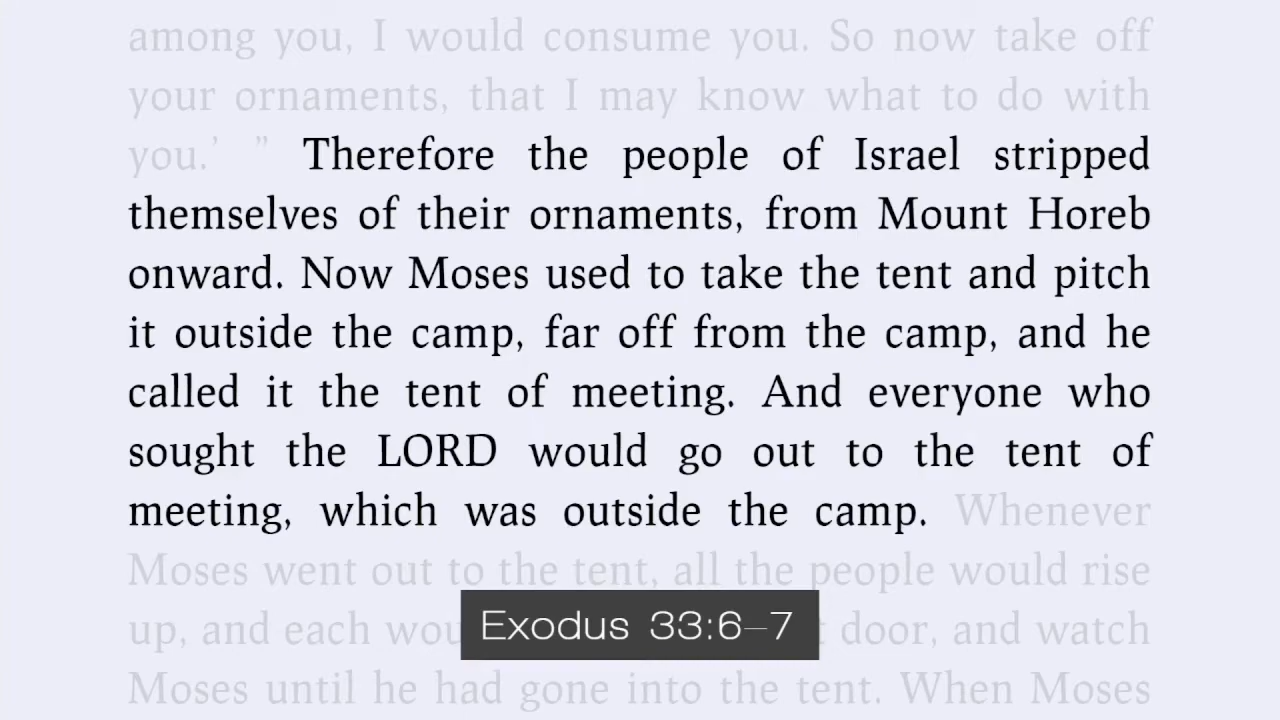 among you, I would consume you. So now take off
your ornaments, that I may know what to do with
you.’ ” Therefore the people of Israel stripped
themselves of their ornaments, from Mount Horeb
onward. Now Moses used to take the tent and pitch
it outside the camp, far off from the camp, and he
called it the tent of meeting. And everyone who
sought the LORD would go out to the tent of
meeting, which was outside the camp. Whenever
Moses went out to the tent, all the people would rise
up, and each door, and watch
Exodus 33:6–7
Moses until he had gone into the tent. When Moses